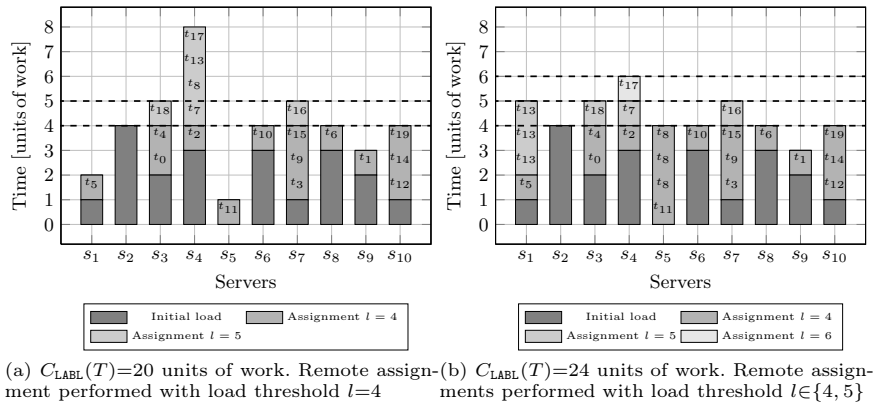 8
7
6
5
4
3
2
1
0
Time [units of work]
t5
t18
t4
t0
t17
t13
t8
t7
t2
t11
t10
t16
t15
t9
t3
t6
t1
t19
t14
t12
s1 s2 s3 s4 s5 s6 s7 s8 s9 s10
Servers
Initial load Assignment l = 4
Assignment l = 5
8
7
6
5
4
3
2
1
0
Time [units of work]
t13
t13
t13
t5
t18
t4
t0
t17
t7
t2
t8
t8
t8
t11
t10
t16
t15
t9
t3
t6
t1
t19
t14
t12
s1 s2 s3 s4 s5 s6 s7 s8 s9 s10
Servers
Initial load Assignment l = 4
Assignment l = 5 Assignment l = 6
(a) CLABL(T)=20 units of work. Remote assign-
ment performed with load threshold l=4
(b) CLABL(T)=24 units of work. Remote assign-
ments performed with load threshold l∈{4, 5}